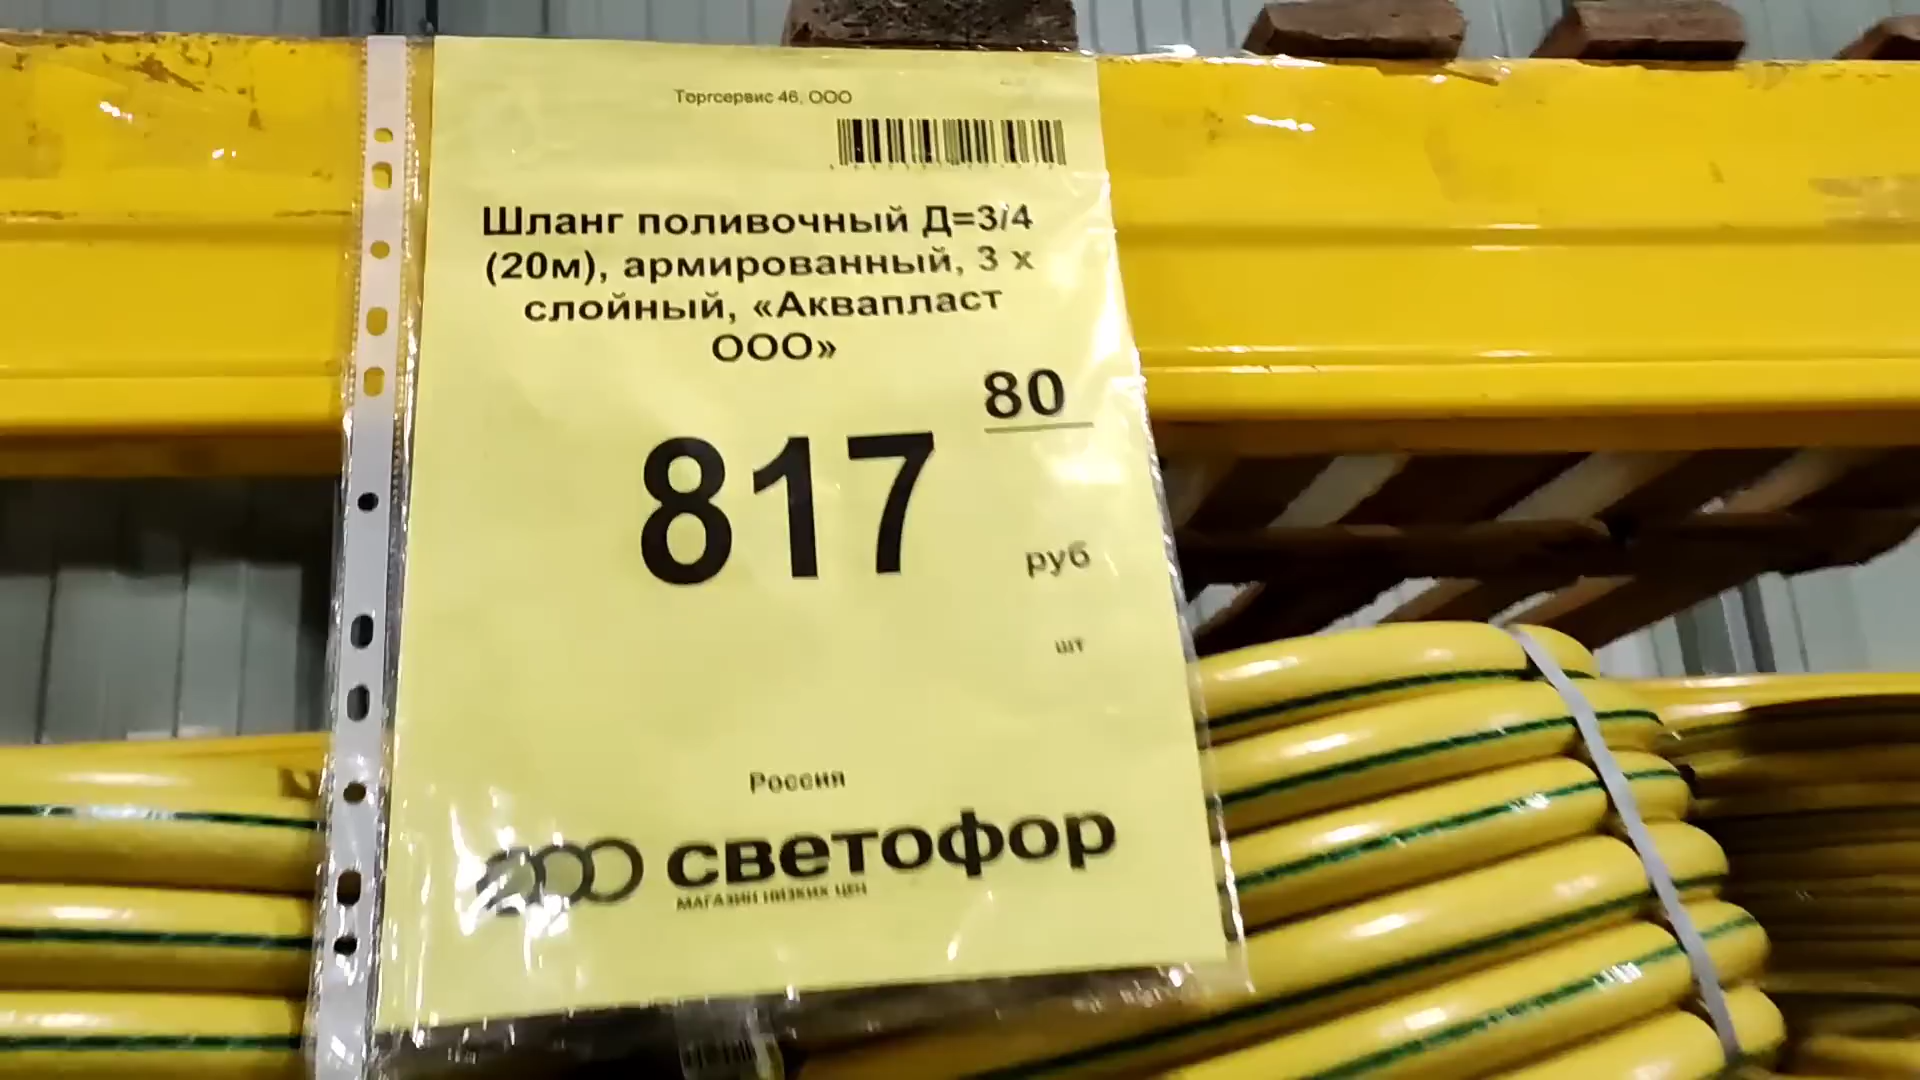 Торгсервис 46, ООО
Шланг поливочный Д=3/4
(20м), армированный, 3 х
слойный, «Аквапласт
ООО»
817 80
руб
шт
Россия
светофор
МАГАЗИН НИЗКИХ ЦЕН